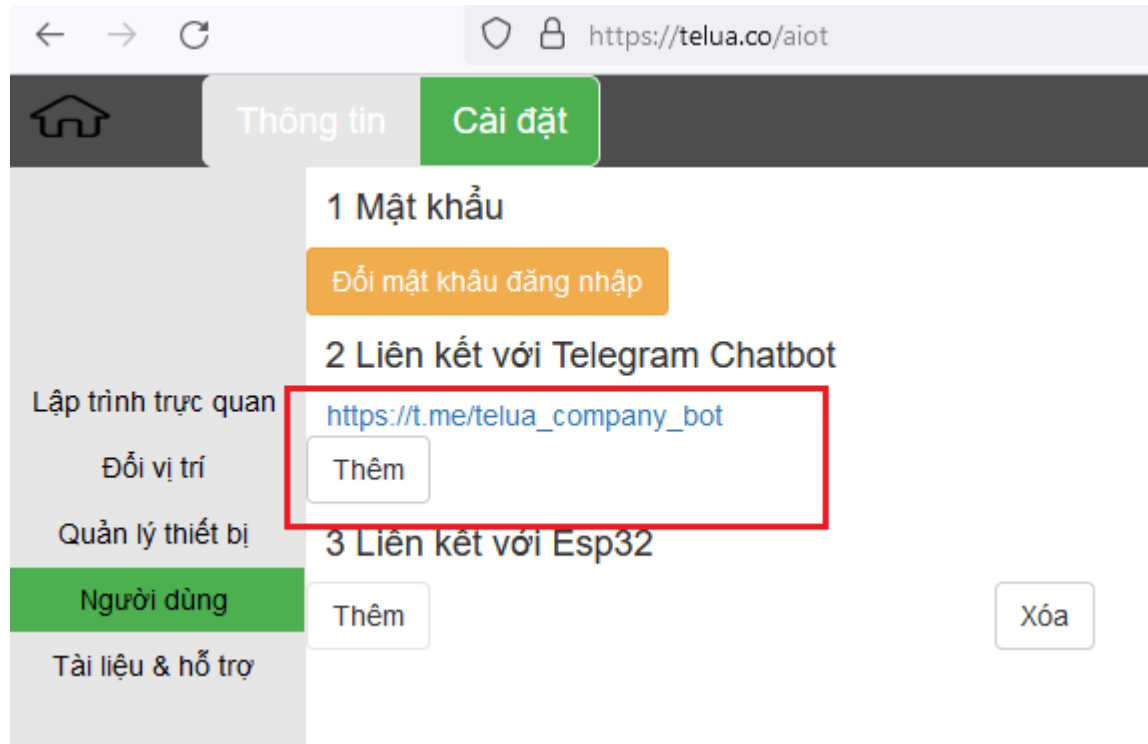 https://telua.co/aiot
Thông tin
Cài đặt
1 Mật khẩu
Đổi mật khâu đăng nhập
2 Liên kết với Telegram Chatbot
https://t.me/telua_company_bot
Thêm
3 Liên kết với Esp32
Thêm
Xóa
Lập trình trực quan
Đổi vị trí
Quản lý thiết bị
Người dùng
Tài liệu & hỗ trợ